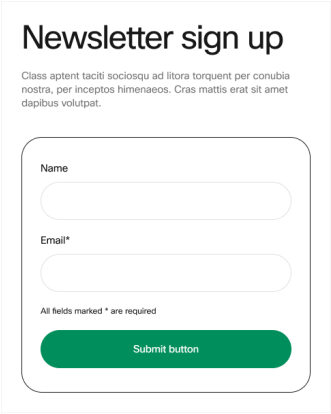 Newsletter sign up
Class aptent taciti sociosqu ad litora torquent per conubia
nostra, per inceptos himenaeos. Cras mattis erat sit amet
dapibus volutpat.
Name
Email*
All fields marked * are required
Submit button